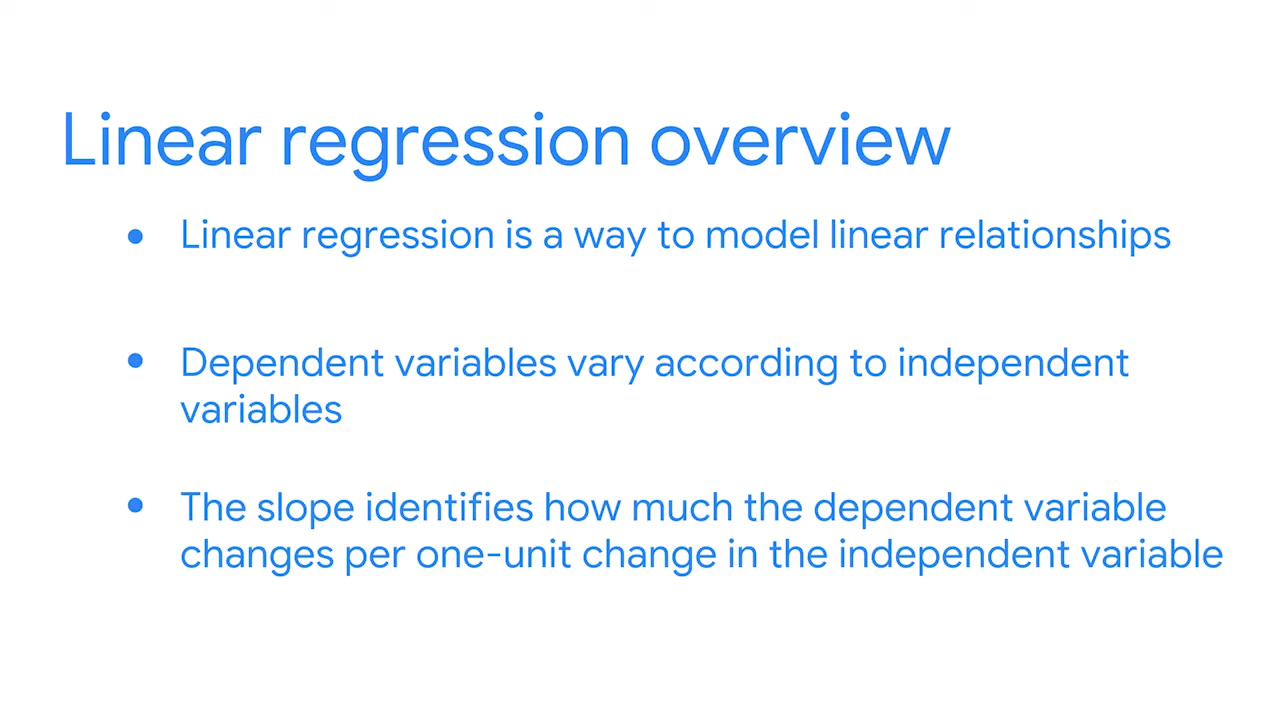 Linear regression overview
• Linear regression is a way to model linear relationships
• Dependent variables vary according to independent
variables
• The slope identifies how much the dependent variable
changes per one-unit change in the independent variable